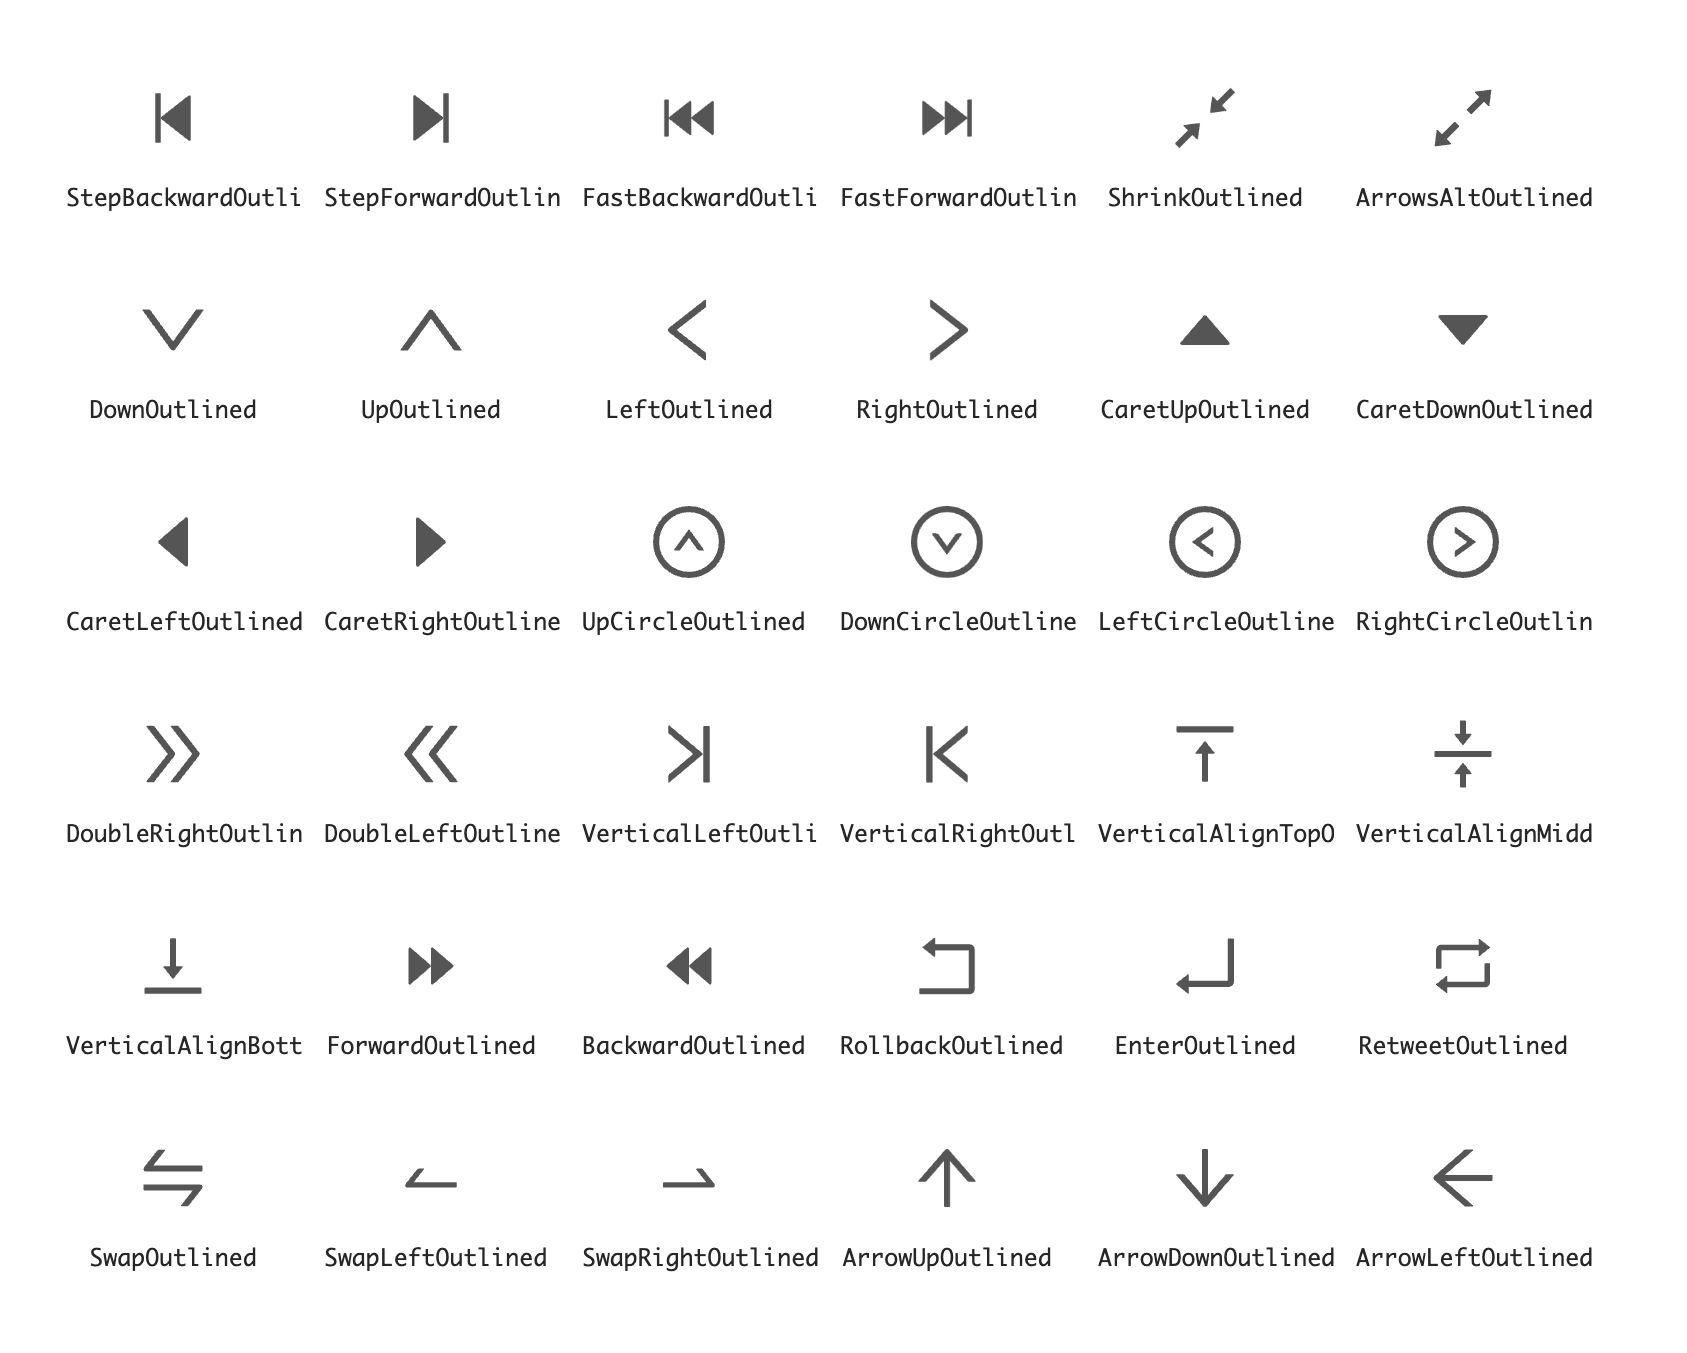 StepBackwardOutli StepForwardOutlin FastBackwardOutli FastForwardOutlin ShrinkOutlined ArrowsAltOutlined
DownOutlined UpOutlined LeftOutlined RightOutlined CaretUpOutlined CaretDownOutlined
CaretLeftOutlined CaretRightOutline UpCircleOutlined DownCircleOutline LeftCircleOutline RightCircleOutlin
DoubleRightOutlin DoubleLeftOutline VerticalLeftOutli VerticalRightOutl VerticalAlignTopO VerticalAlignMidd
VerticalAlignBott ForwardOutlined BackwardOutlined RollbackOutlined EnterOutlined RetweetOutlined
SwapOutlined SwapLeftOutlined SwapRightOutlined ArrowUpOutlined ArrowDownOutlined ArrowLeftOutlined